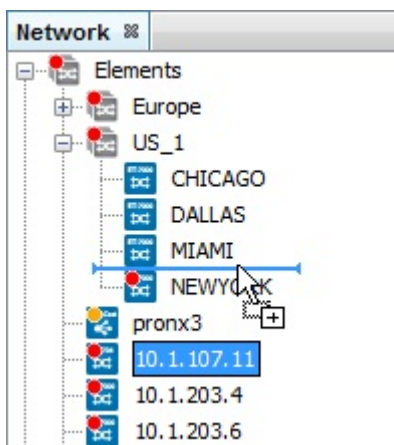 Network
Elements
Europe
US_1
CHICAGO
DALLAS
MIAMI
NEWYORK
pronx3
10.1.107.11
10.1.203.4
10.1.203.6